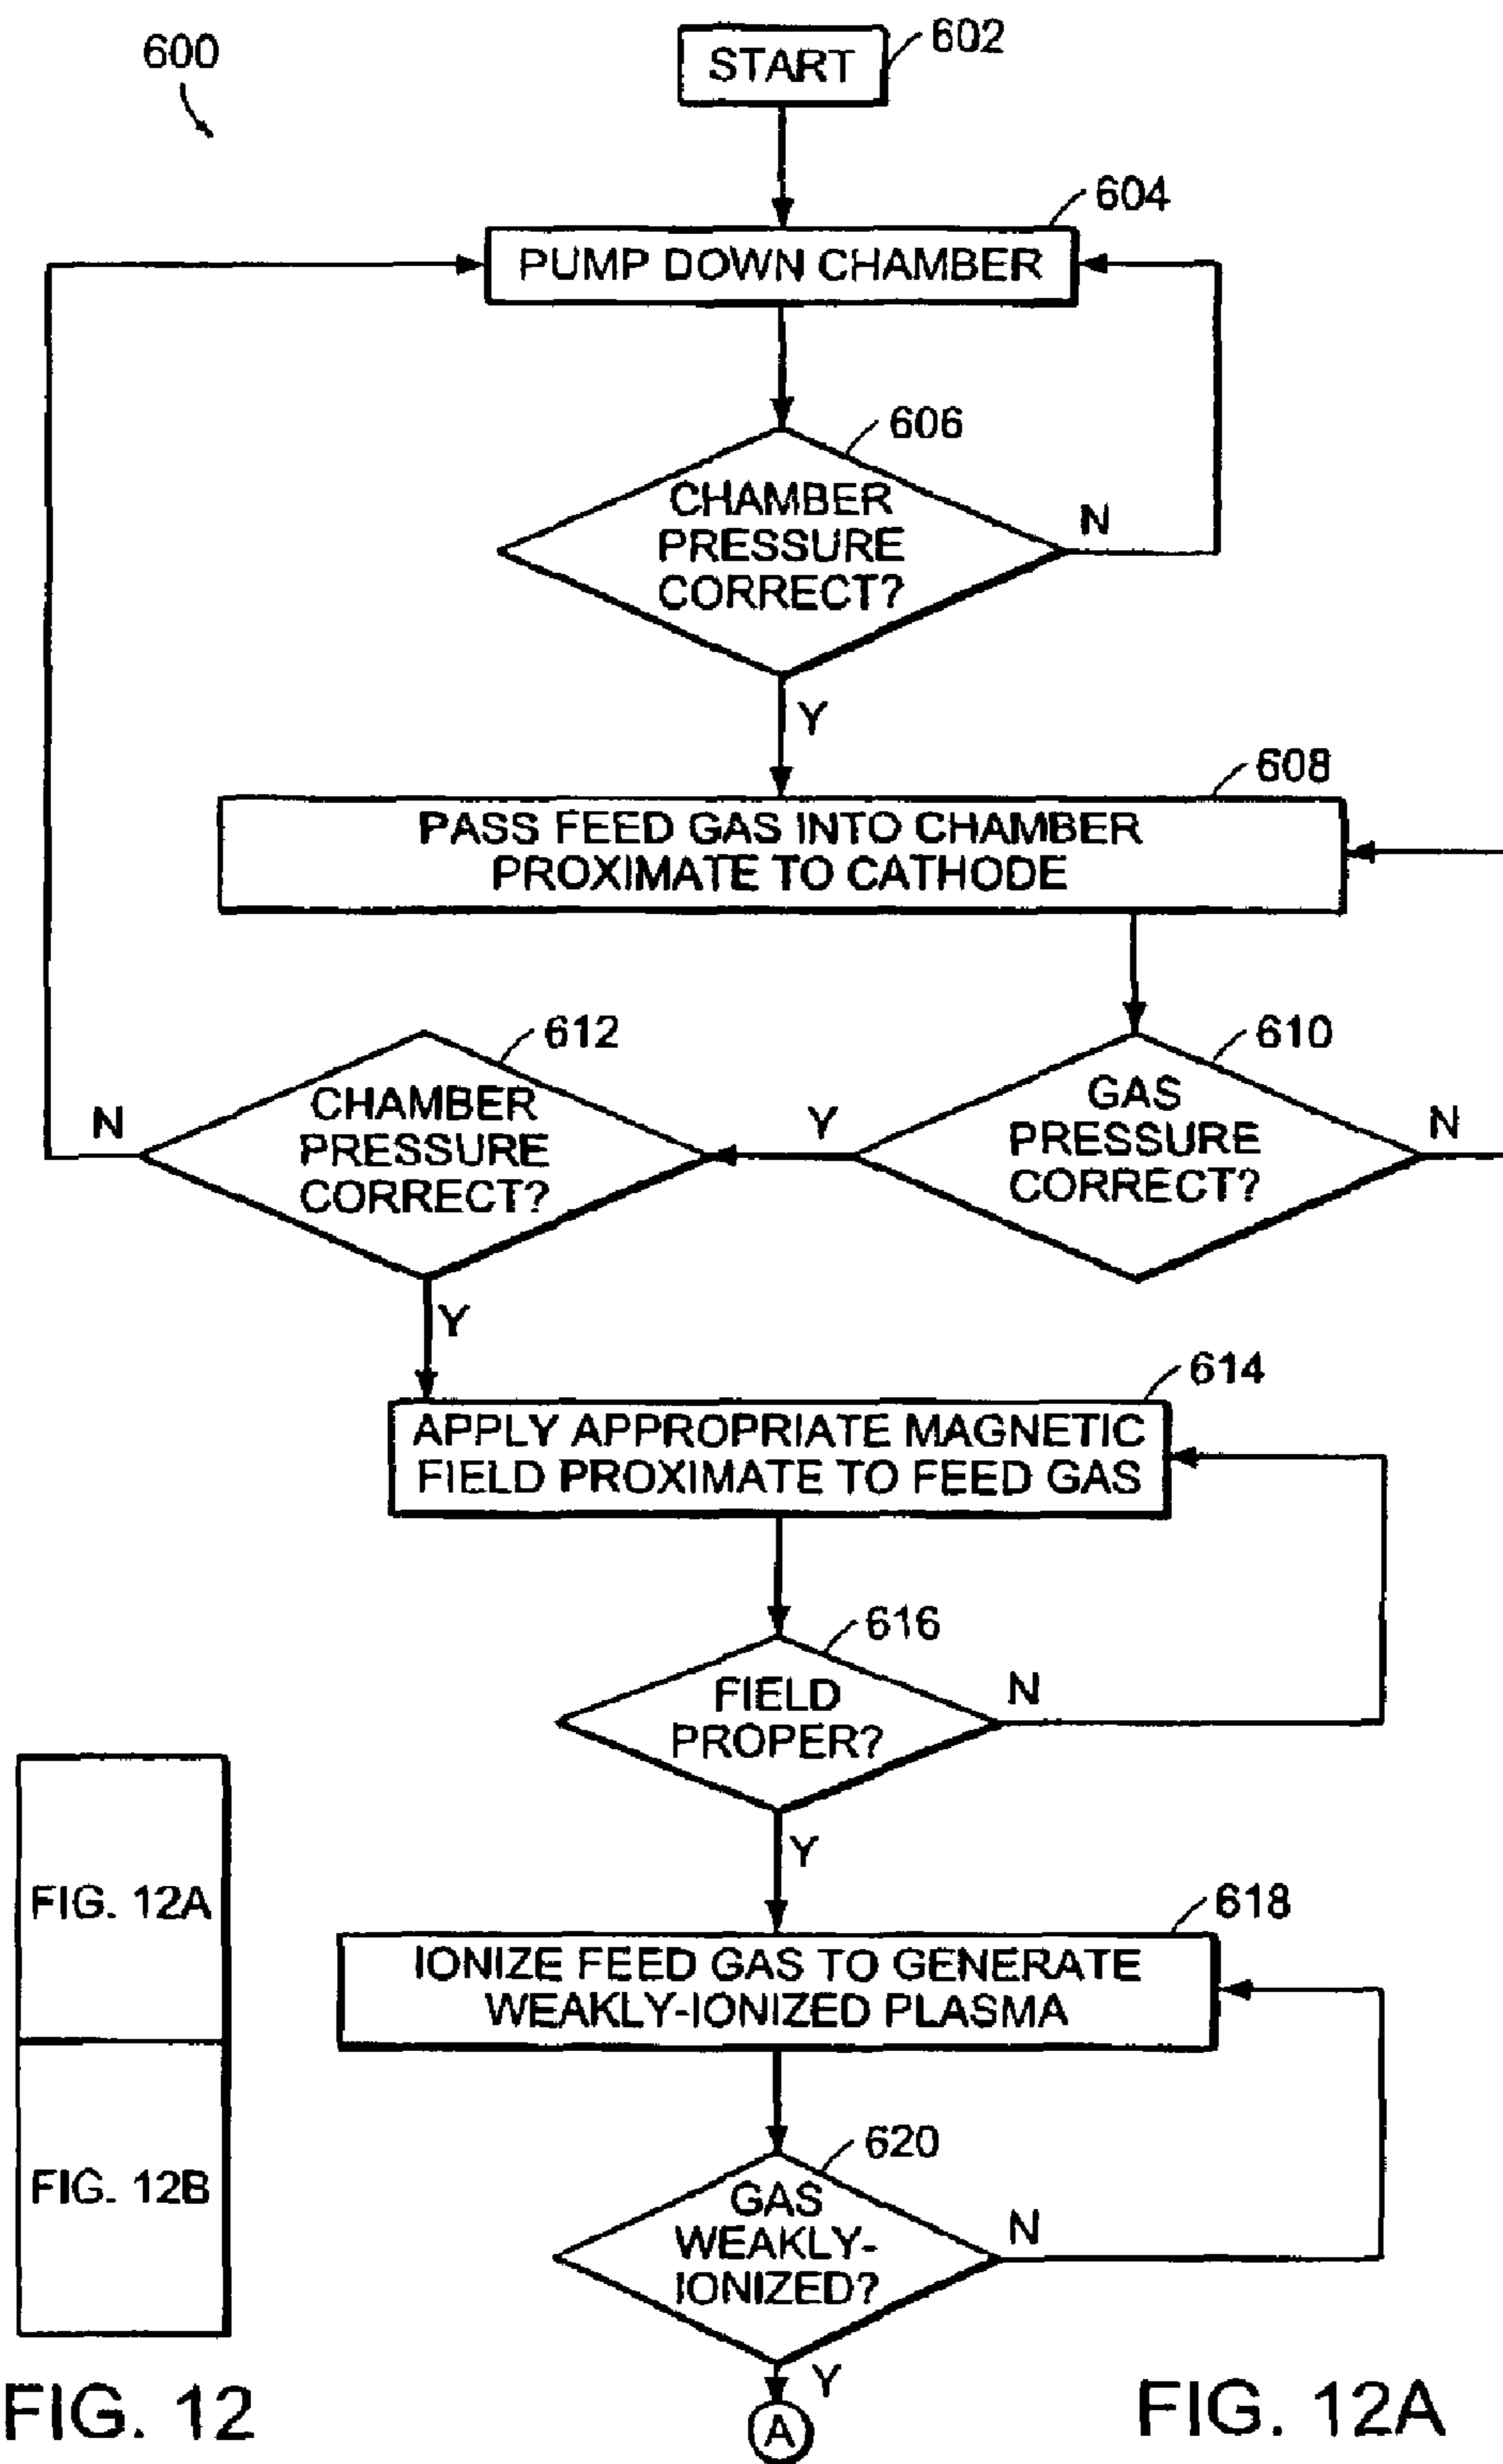 600
START
602
PUMP DOWN CHAMBER
604
CHAMBER
PRESSURE
CORRECT?
606
N
Y
PASS FEED GAS INTO CHAMBER
PROXIMATE TO CATHODE
608
GAS
PRESSURE
CORRECT?
610
N
Y
CHAMBER
PRESSURE
CORRECT?
612
N
Y
APPLY APPROPRIATE MAGNETIC
FIELD PROXIMATE TO FEED GAS
614
FIELD
PROPER?
616
N
Y
IONIZE FEED GAS TO GENERATE
WEAKLY-IONIZED PLASMA
618
GAS
WEAKLY-
IONIZED?
620
N
Y
A
FIG. 12A
FIG. 12B
FIG. 12
FIG. 12A